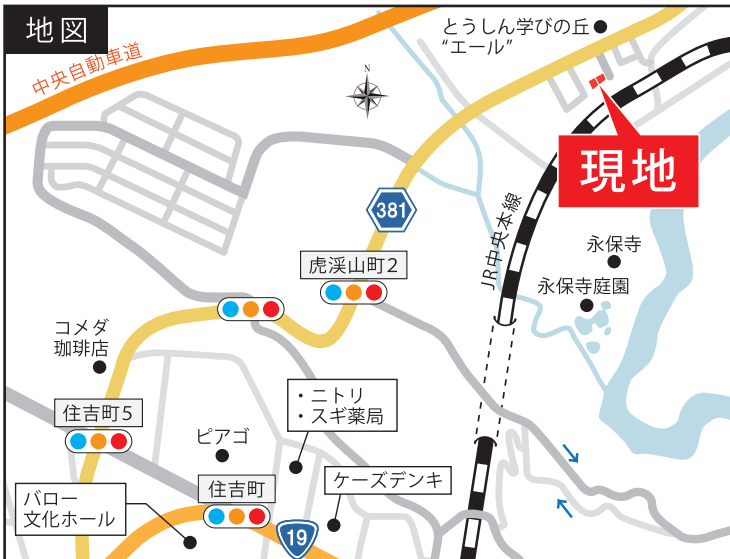 地図
中央自動車道
とうしん学びの丘
“エール”
N
現地
381
JR中央本線
虎渓山町2
永保寺
永保寺庭園
コメダ
珈琲店
・ニトリ
・スギ薬局
住吉町5
ピアゴ
住吉町
ケーズデンキ
バロー
文化ホール
19